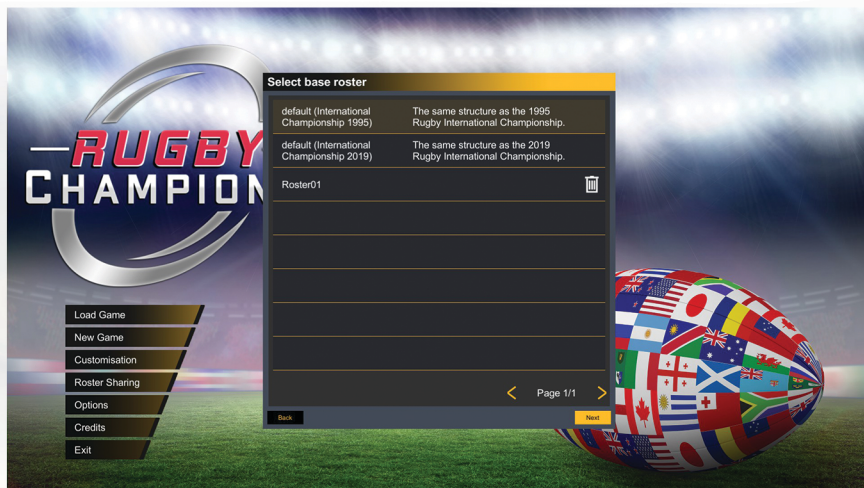 RUGBY
CHAMPION
Select base roster
default (International
Championship 1995)
The same structure as the 1995
Rugby International Championship.
default (International
Championship 2019)
The same structure as the 2019
Rugby International Championship.
Roster01
Page 1/1
Back
Next
Load Game
New Game
Customisation
Roster Sharing
Options
Credits
Exit